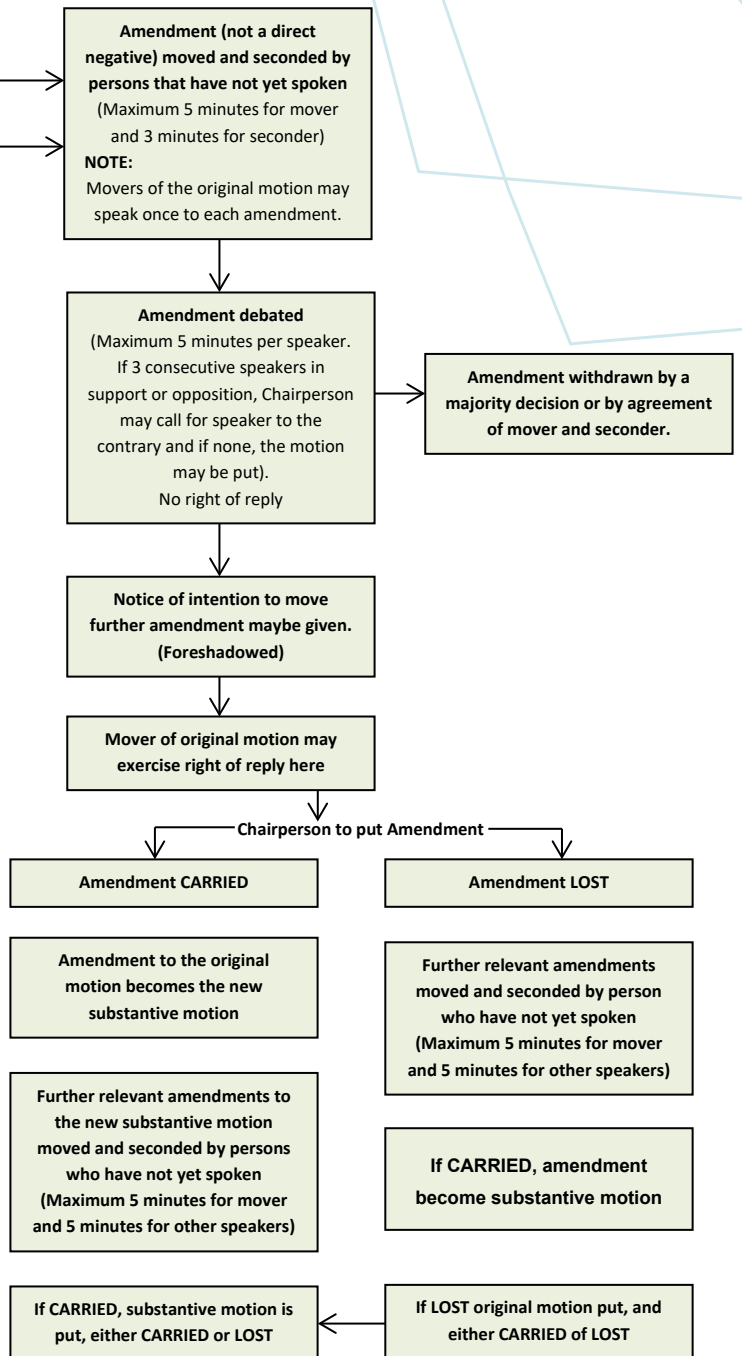 Amendment (not a direct
negative) moved and seconded by
persons that have not yet spoken
(Maximum 5 minutes for mover
and 3 minutes for seconder)
NOTE:
Movers of the original motion may
speak once to each amendment.
Amendment debated
(Maximum 5 minutes per speaker.
If 3 consecutive speakers in
support or opposition, Chairperson
may call for speaker to the
contrary and if none, the motion
may be put).
No right of reply
Amendment withdrawn by a
majority decision or by agreement
of mover and seconder.
Notice of intention to move
further amendment maybe given.
(Foreshadowed)
Mover of original motion may
exercise right of reply here
Chairperson to put Amendment
Amendment CARRIED
Amendment to the original
motion becomes the new
substantive motion
Further relevant amendments to
the new substantive motion
moved and seconded by persons
who have not yet spoken
(Maximum 5 minutes for mover
and 5 minutes for other speakers)
If CARRIED, substantive motion is
put, either CARRIED or LOST
Amendment LOST
Further relevant amendments
moved and seconded by person
who have not yet spoken
(Maximum 5 minutes for mover
and 5 minutes for other speakers)
If CARRIED, amendment
become substantive motion
If LOST original motion put, and
either CARRIED of LOST